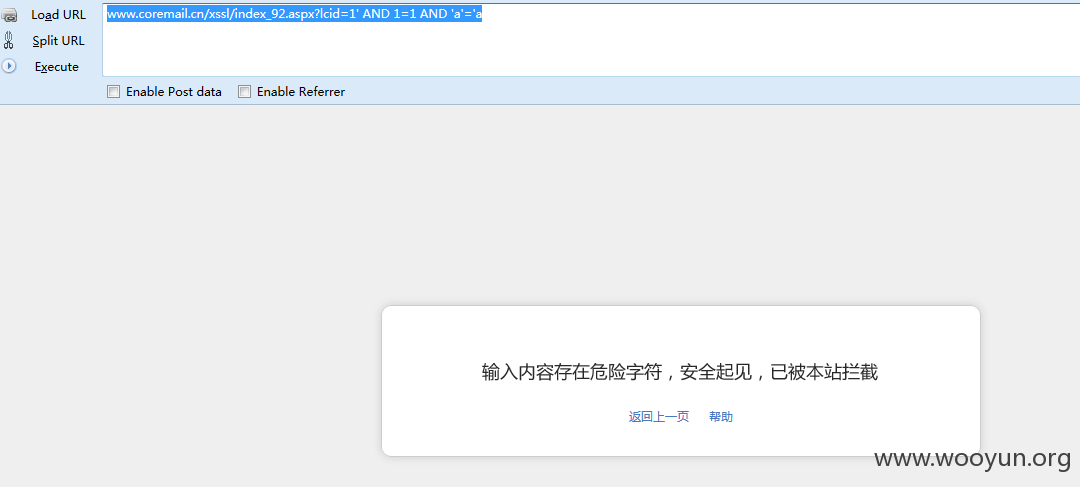 Load URL
www.coremail.cn/xssl/index_92.aspx?lcid=1' AND 1=1 AND 'a'='a
Split URL
Execute
Enable Post data
Enable Referrer
输入内容存在危险字符，安全起见，已被本站拦截
返回上一页 帮助
www.wooyun.org